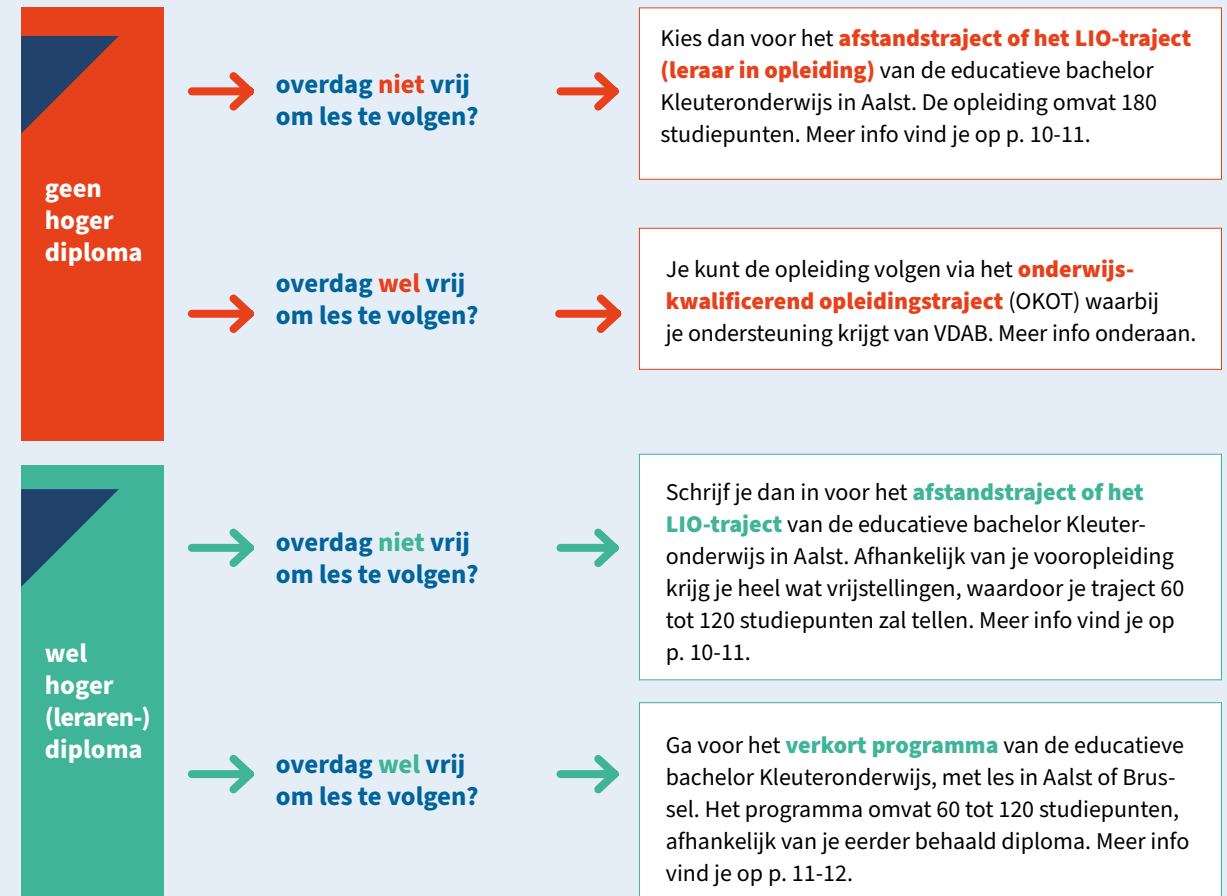 geen
hoger
diploma
overdag niet vrij
om les te volgen?
Kies dan voor het afstandstraject of het LIO-traject
(leraar in opleiding) van de educatieve bachelor
Kleuteronderwijs in Aalst. De opleiding omvat 180
studiepunten. Meer info vind je op p. 10-11.
overdag wel vrij
om les te volgen?
Je kunt de opleiding volgen via het onderwijs-
kwalificerend opleidingstraject (OKOT) waarbij
je ondersteuning krijgt van VDAB. Meer info onderaan.
wel
hoger
(leraren-)
diploma
overdag niet vrij
om les te volgen?
Schrijf je dan in voor het afstandstraject of het
LIO-traject van de educatieve bachelor Kleuter-
onderwijs in Aalst. Afhankelijk van je vooropleiding
krijg je heel wat vrijstellingen, waardoor je traject 60
tot 120 studiepunten zal tellen. Meer info vind je op
p. 10-11.
overdag wel vrij
om les te volgen?
Ga voor het verkort programma van de educatieve
bachelor Kleuteronderwijs, met les in Aalst of Brus-
sel. Het programma omvat 60 tot 120 studiepunten,
afhankelijk van je eerder behaald diploma. Meer info
vind je op p. 11-12.